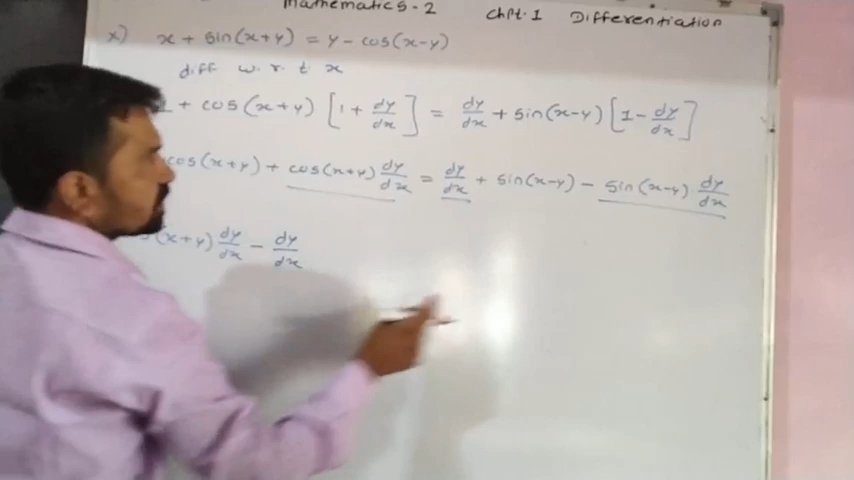 Mathematics-2 Chpt.1 Differentiation
x) x + sin(x+y) = y - cos(x-y)
diff w.r.t x
+ cos(x+y) [1 + dy/dx] = dy/dx + sin(x-y) [1 - dy/dx]
cos(x+y) + cos(x+y) dy/dx = dy/dx + sin(x-y) - sin(x-y) dy/dx
(x+y) dy/dx - dy/dx